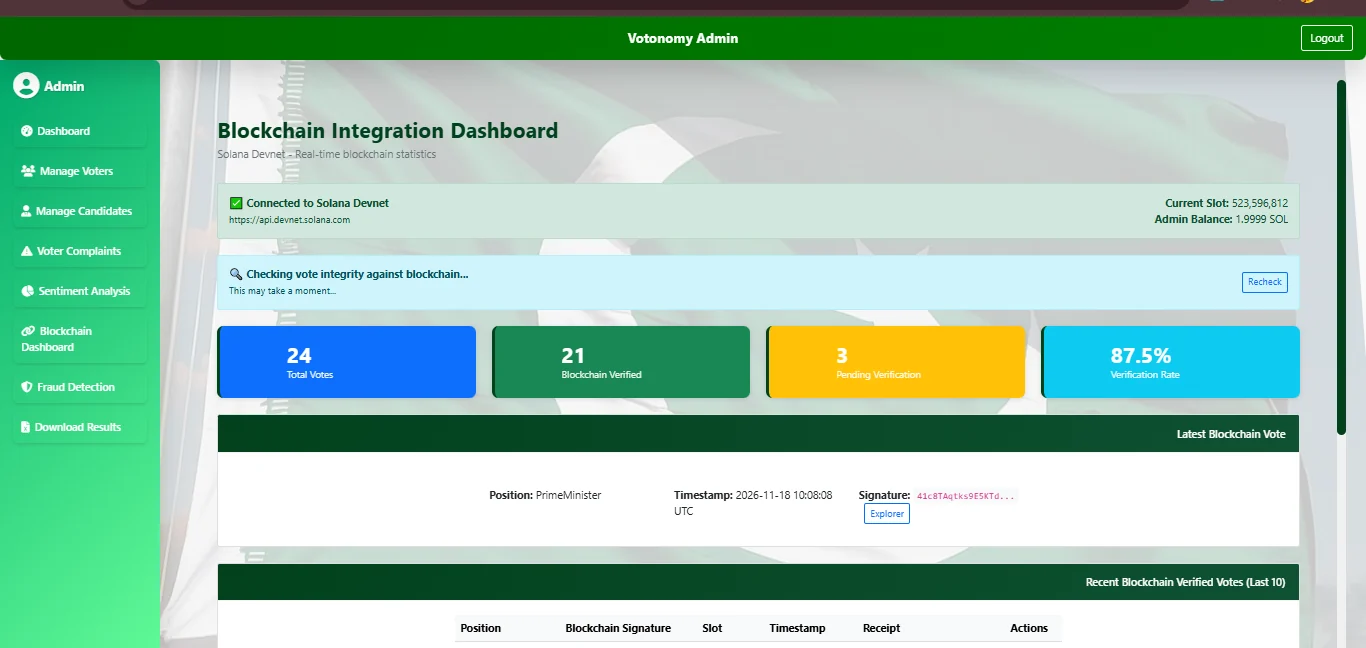 Votonomy Admin
Logout
Admin
Dashboard
Manage Voters
Manage Candidates
Voter Complaints
Sentiment Analysis
Blockchain
Dashboard
Fraud Detection
Download Results
Blockchain Integration Dashboard
Solana Devnet - Real-time blockchain statistics
Connected to Solana Devnet
https://api.devnet.solana.com
Current Slot: 523,596,812
Admin Balance: 1.9999 SOL
Checking vote integrity against blockchain...
This may take a moment...
Recheck
24
Total Votes
21
Blockchain Verified
3
Pending Verification
87.5%
Verification Rate
Latest Blockchain Vote
Position: PrimeMinister
Timestamp: 2026-11-18 10:08:08
UTC
Signature: 41c8TAqtks9E5KTd...
Explorer
Recent Blockchain Verified Votes (Last 10)
Position Blockchain Signature Slot Timestamp Receipt Actions